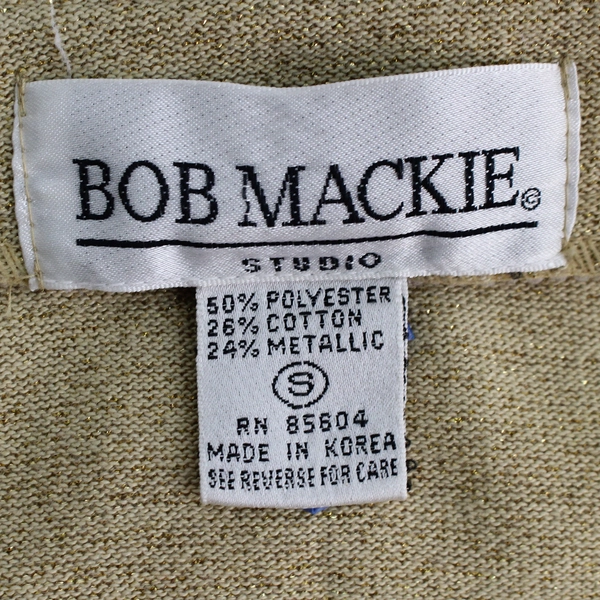 BOB MACKIE©
STUDIO
50% POLYESTER
26% COTTON
24% METALLIC
S
RN 85604
MADE IN KOREA
SEE REVERSE FOR CARE